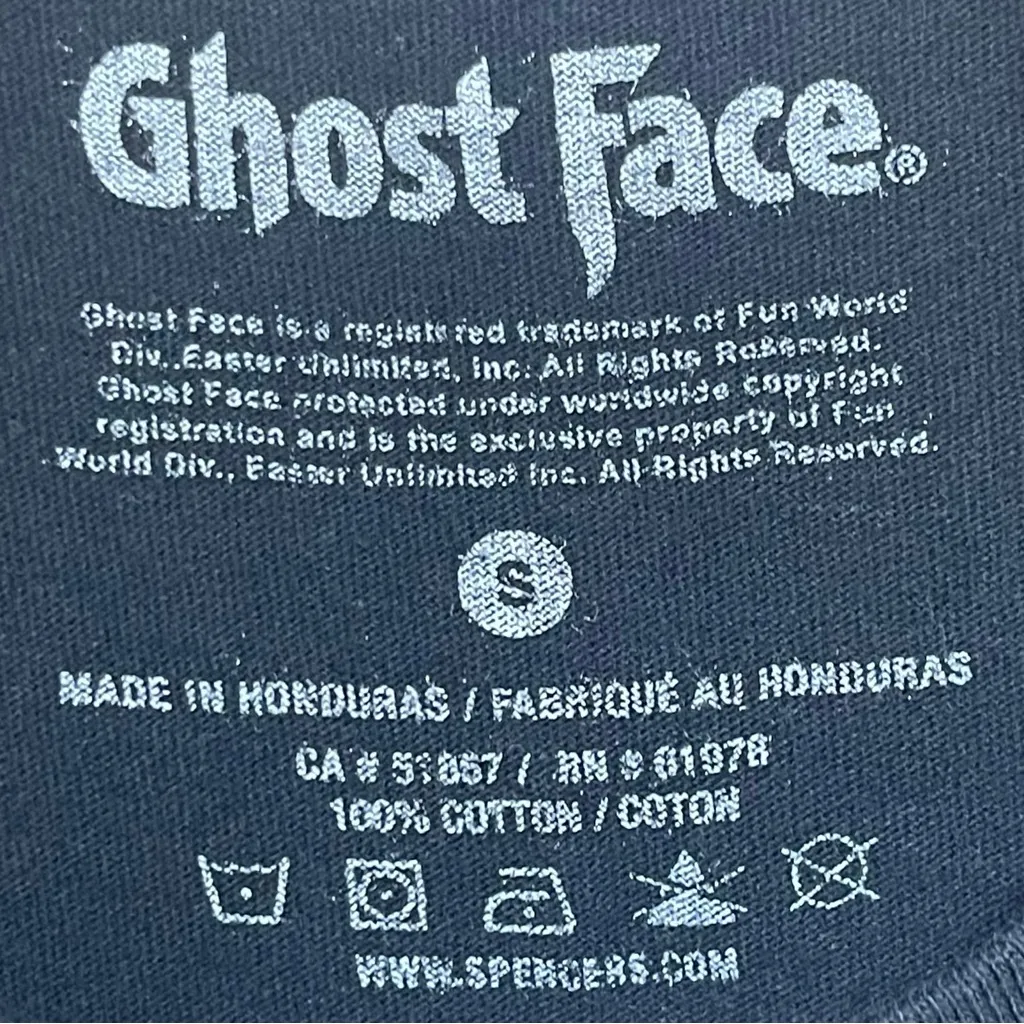 Ghost Face®
Ghost Face is a registered trademark of Fun World
Div., Easter Unlimited, Inc. All Rights Reserved.
Ghost Face protected under worldwide copyright
registration and is the exclusive property of Fun
World Div., Easter Unlimited Inc. All Rights Reserved.
S
MADE IN HONDURAS / FABRIQUÉ AU HONDURAS
CA # / RN #
100% COTTON / COTON
WWW.SPENCERS.COM